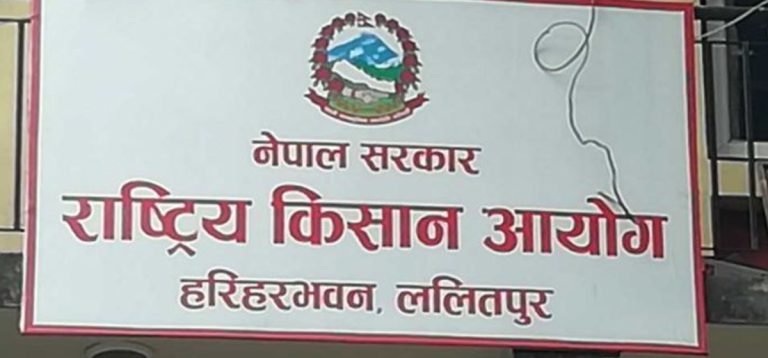 नेपाल सरकार
राष्ट्रिय किसान आयोग
हरिहरभवन, ललितपुर